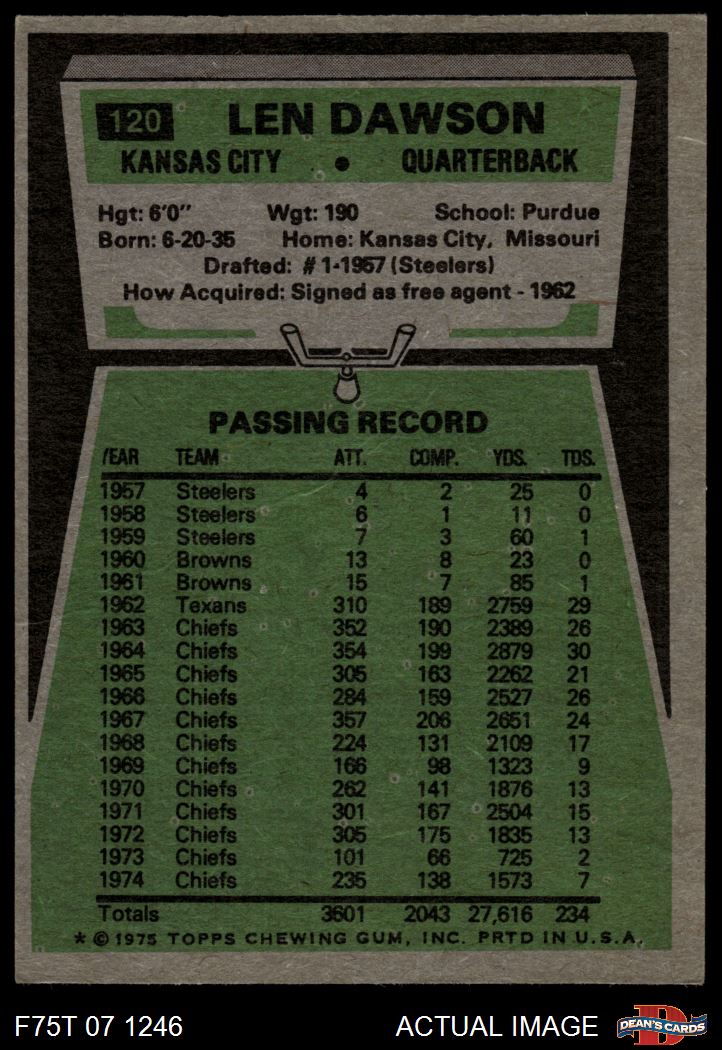 120 LEN DAWSON
KANSAS CITY • QUARTERBACK
Hgt: 6'0" Wgt: 190 School: Purdue
Born: 6-20-35 Home: Kansas City, Missouri
Drafted: #1-1957 (Steelers)
How Acquired: Signed as free agent - 1962
PASSING RECORD
YEAR TEAM ATT. COMP. YDS. TDS.
1957 Steelers 4 2 25 0
1958 Steelers 6 1 11 0
1959 Steelers 7 3 60 1
1960 Browns 13 8 23 0
1961 Browns 15 7 85 1
1962 Texans 310 189 2759 29
1963 Chiefs 352 190 2389 26
1964 Chiefs 354 199 2879 30
1965 Chiefs 305 163 2262 21
1966 Chiefs 284 159 2527 26
1967 Chiefs 357 206 2651 24
1968 Chiefs 224 131 2109 17
1969 Chiefs 166 98 1323 9
1970 Chiefs 262 141 1876 13
1971 Chiefs 301 167 2504 15
1972 Chiefs 305 175 1835 13
1973 Chiefs 101 66 725 2
1974 Chiefs 235 138 1573 7
Totals 3601 2043 27,616 234
* © 1975 TOPPS CHEWING GUM, INC. PRTD IN U.S.A.
F75T 07 1246 ACTUAL IMAGE DEAN'S CARDS